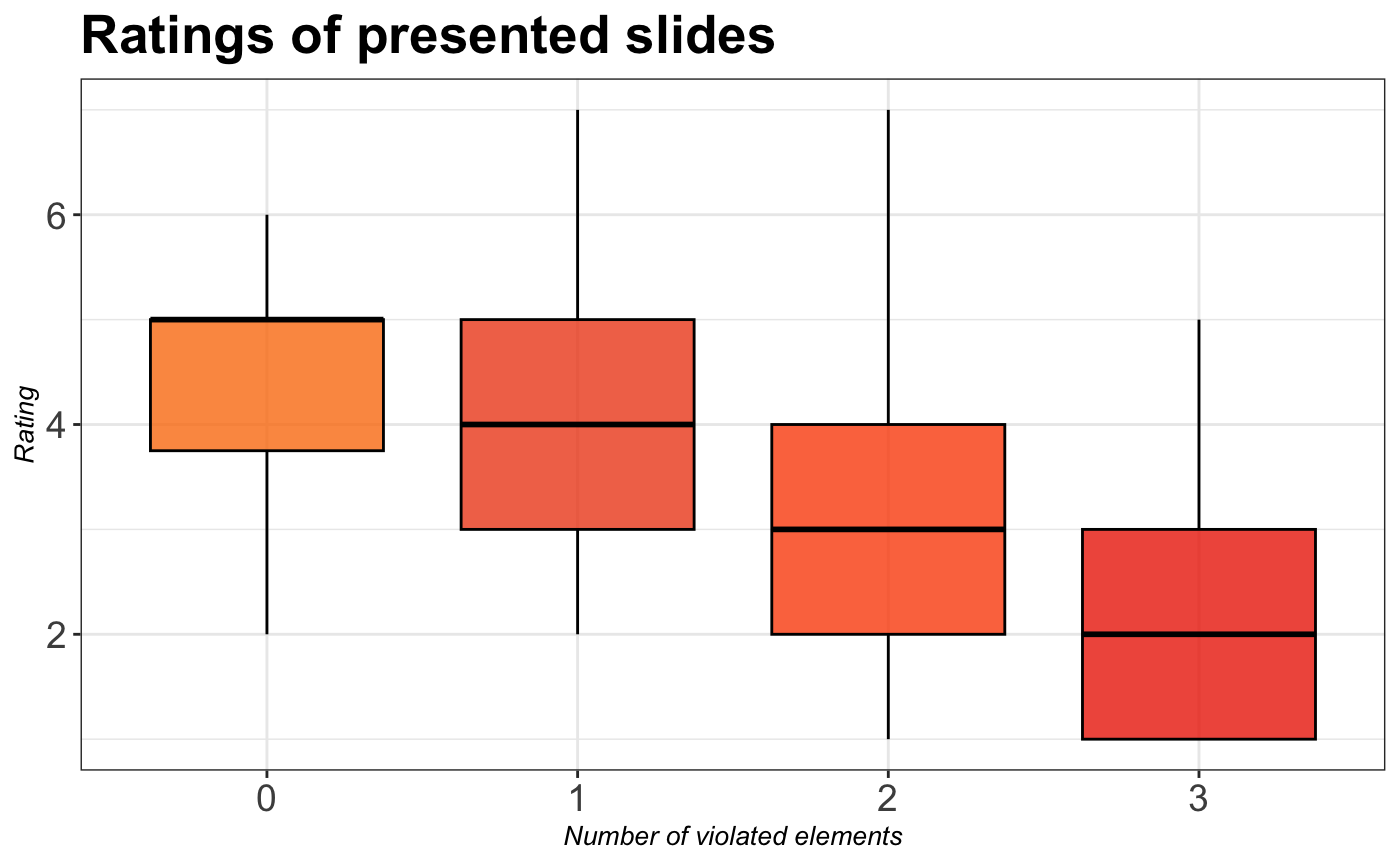 Ratings of presented slides
Rating
6
4
2
0 1 2 3
Number of violated elements